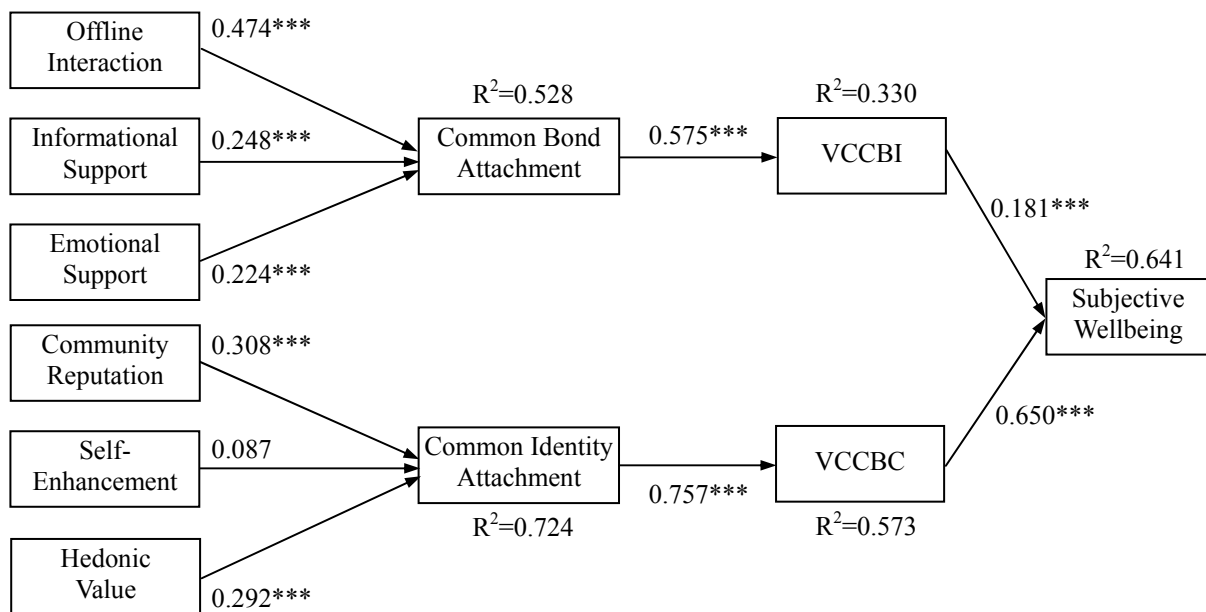 Offline
Interaction
0.474***
Informational
Support
0.248***
Emotional
Support
0.224***
R²=0.528
Common Bond
Attachment
0.575***
R²=0.330
VCCBI
0.181***
R²=0.641
Subjective
Wellbeing
Community
Reputation
0.308***
Self-
Enhancement
0.087
Hedonic
Value
0.292***
Common Identity
Attachment
R²=0.724
0.757***
VCCBC
R²=0.573
0.650***